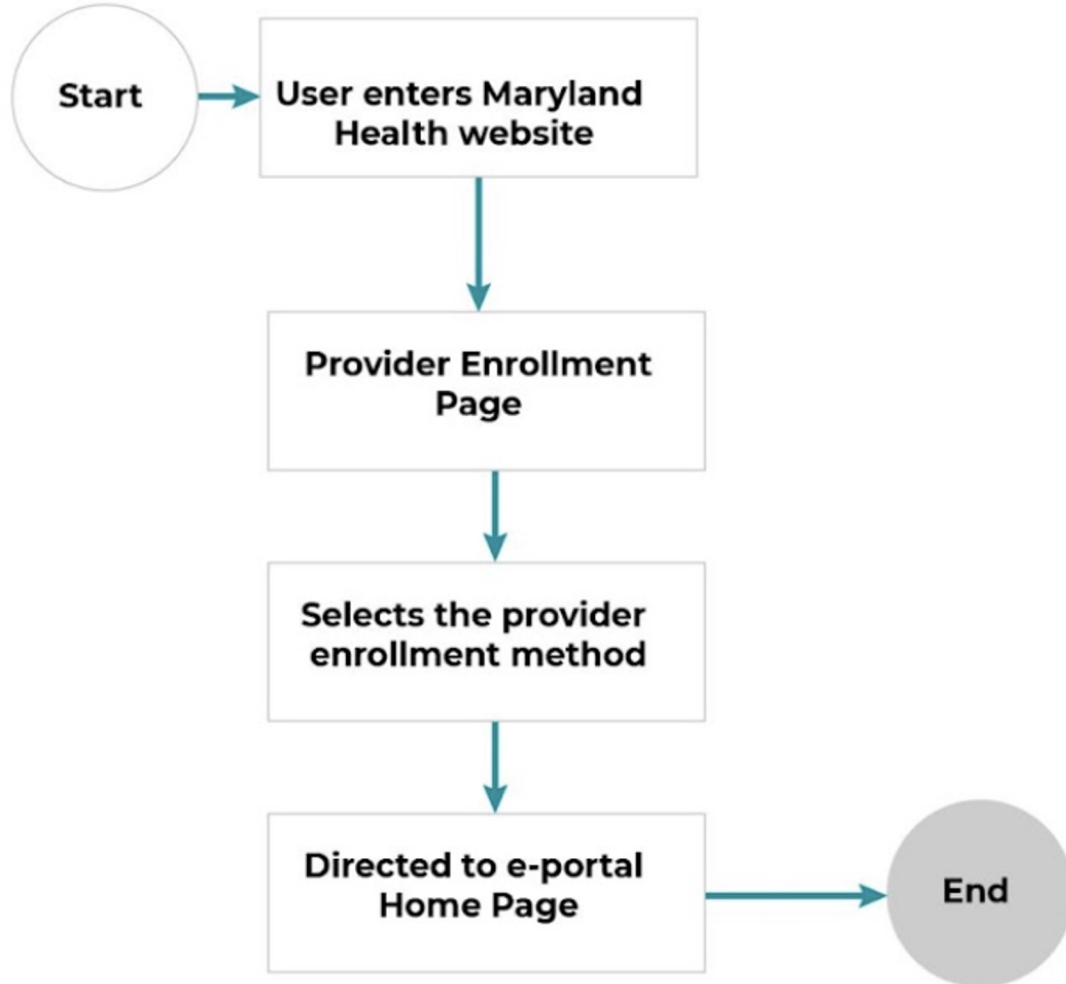 Start
User enters Maryland
Health website
Provider Enrollment
Page
Selects the provider
enrollment method
Directed to e-portal
Home Page
End